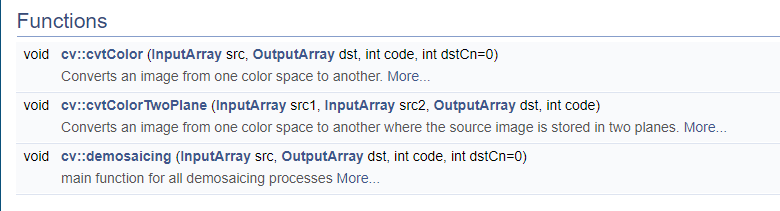 Functions
void cv::cvtColor (InputArray src, OutputArray dst, int code, int dstCn=0)
Converts an image from one color space to another. More...
void cv::cvtColorTwoPlane (InputArray src1, InputArray src2, OutputArray dst, int code)
Converts an image from one color space to another where the source image is stored in two planes. More...
void cv::demosaicing (InputArray src, OutputArray dst, int code, int dstCn=0)
main function for all demosaicing processes More...